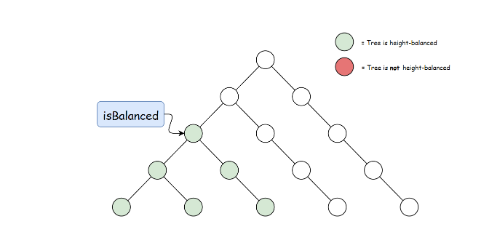 = Tree is height-balanced
= Tree is not height-balanced
isBalanced